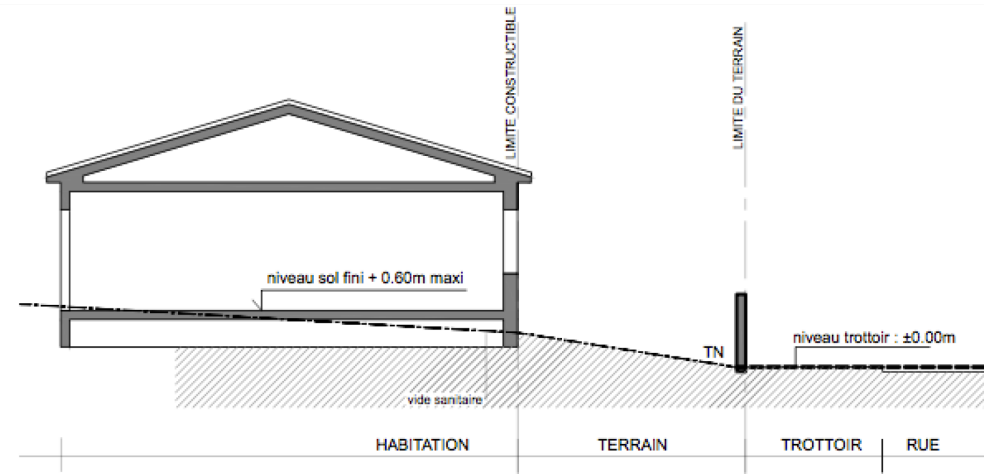 LIMITE CONSTRUCTIBLE
LIMITE DU TERRAIN
niveau sol fini + 0.60m maxi
niveau trottoir : ±0.00m
TN
vide sanitaire
HABITATION
TERRAIN
TROTTOIR
RUE